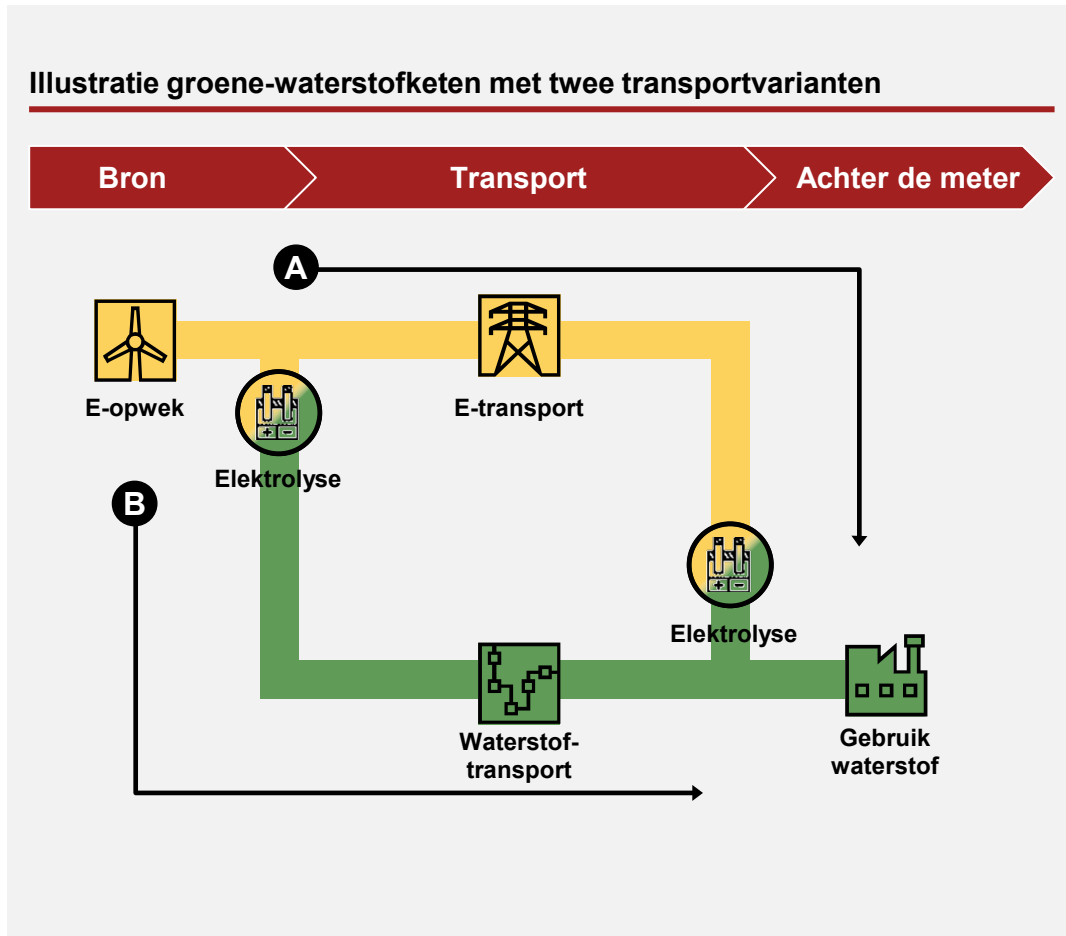 Illustratie groene-waterstofketen met twee transportvarianten
Bron
Transport
Achter de meter
A
E-opwek
E-transport
+ −
Elektrolyse
B
+ −
Elektrolyse
Waterstof-
transport
Gebruik
waterstof